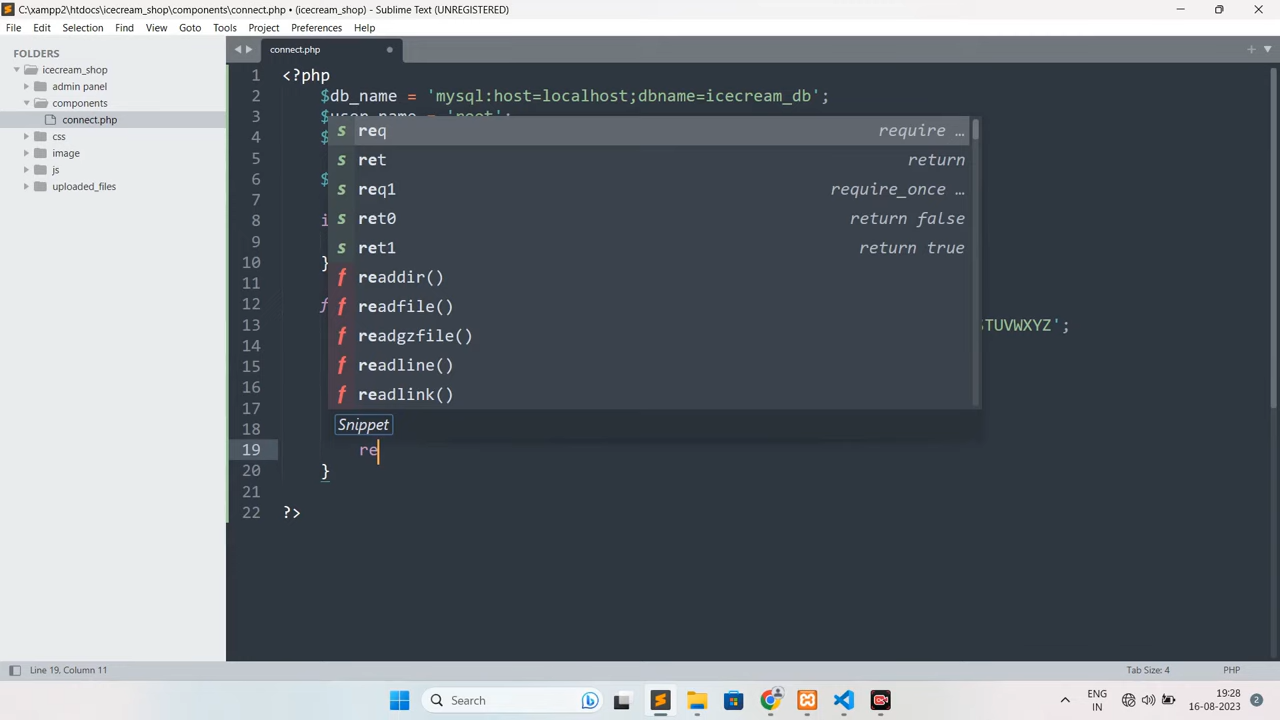 C:\xampp2\htdocs\icecream_shop\components\connect.php • (icecream_shop) - Sublime Text (UNREGISTERED)
File Edit Selection Find View Goto Tools Project Preferences Help
FOLDERS
icecream_shop
admin panel
components
connect.php
css
image
js
uploaded_files
connect.php
1 <?php
2 $db_name = 'mysql:host=localhost;dbname=icecream_db';
3
4 $
5
6 $
7
8 i
9
10 }
11
12 f
13 STUVWXYZ';
14
15
16
17
18
19 re
20 }
21
22 ?>
s req require …
s ret return
s req1 require_once …
s ret0 return false
s ret1 return true
f readdir()
f readfile()
f readgzfile()
f readline()
f readlink()
Snippet
Line 19, Column 11
Tab Size: 4
PHP
Search
ENG
IN
19:28
16-08-2023
2